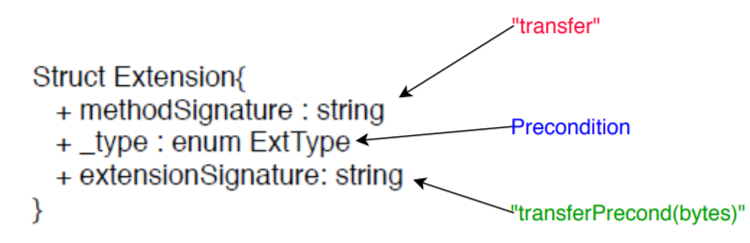 "transfer"
Struct Extension{
+ methodSignature : string
+ _type : enum ExtType
Precondition
+ extensionSignature: string
}
"transferPrecond(bytes)"